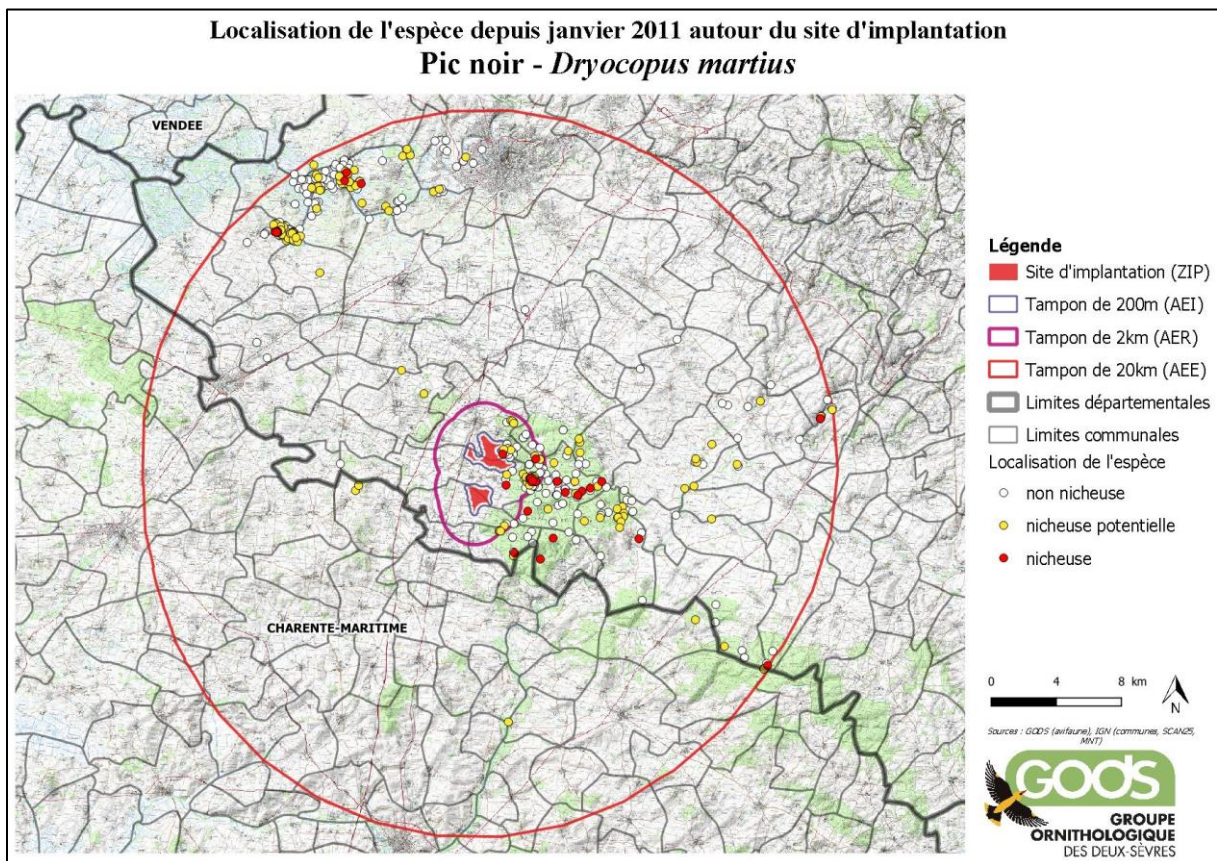 Localisation de l'espèce depuis janvier 2011 autour du site d'implantation
Pic noir - Dryocopus martius
VENDEE
CHARENTE-MARITIME
Légende
Site d'implantation (ZIP)
Tampon de 200m (AEI)
Tampon de 2km (AER)
Tampon de 20km (AEE)
Limites départementales
Limites communales
Localisation de l'espèce
non nicheuse
nicheuse potentielle
nicheuse
0 4 8 km
N
Sources : GODS (avifaune), IGN (communes, SCAN25,
MNT)
GODS
GROUPE
ORNITHOLOGIQUE
DES DEUX-SÈVRES